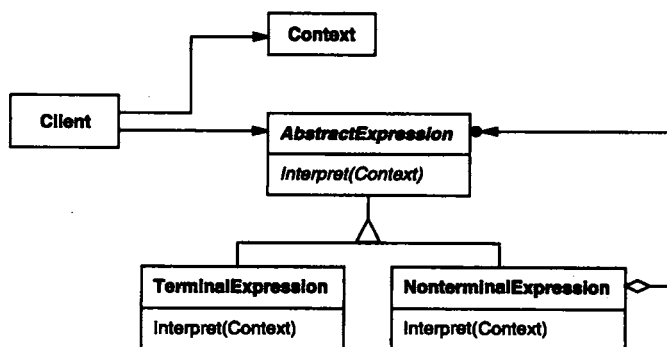 Context
Client
AbstractExpression
Interpret(Context)
TerminalExpression
NonterminalExpression
Interpret(Context)
Interpret(Context)